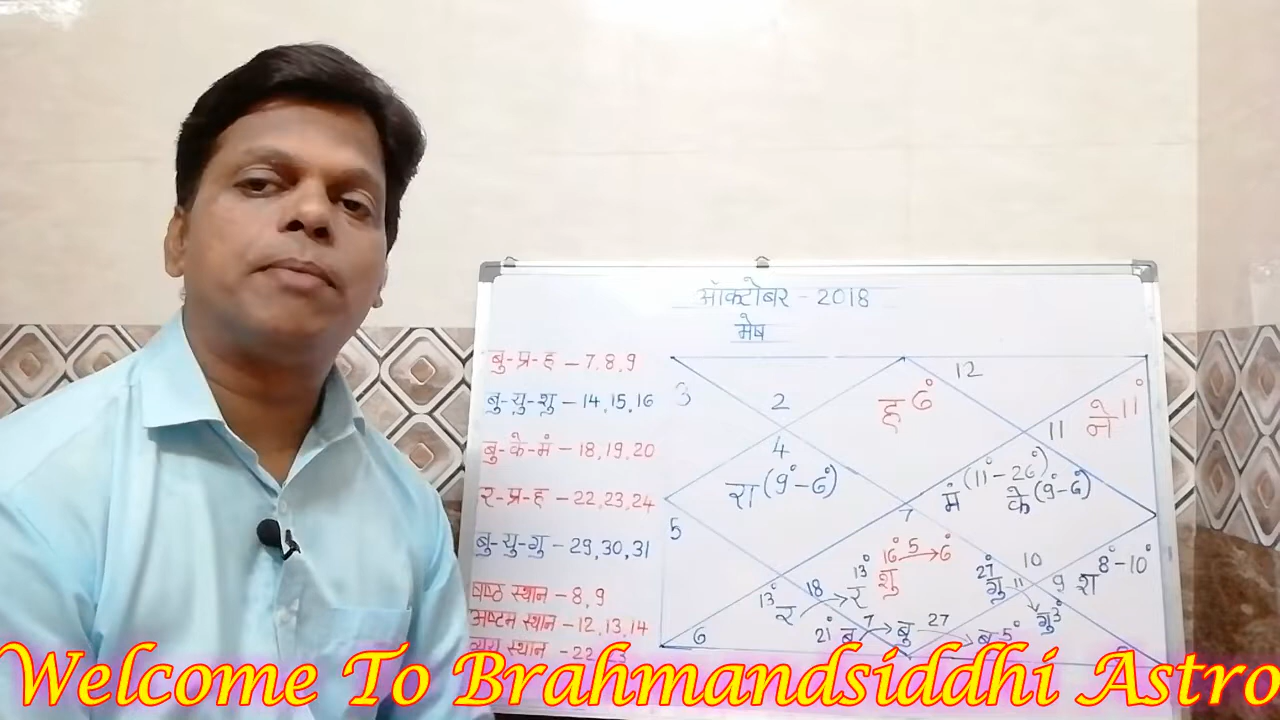 ऑक्टोबर - 2018
मेष
बु-प्र-ह - 7,8,9
बु-यु-शु - 14,15,16
बु-के-मं - 18,19,20
र-प्र-ह - 22,23,24
बु-यु-गु - 29,30,31
षष्ठ स्थान - 8,9
अष्टम स्थान - 12,13,14
व्यय स्थान - 22
12
3
2
ह 6°
ने 11°
11
4
रा (9°-6°)
मं (11°-26°)
के (9°-6°)
7
5
16° 5 6°
शु
13° 18 13°
र र
27° 11
गु गु 3°
10
9
श 8°-10°
6
21° बु 7 बु 27 बु 5°
Welcome To Brahmandsiddhi Astro